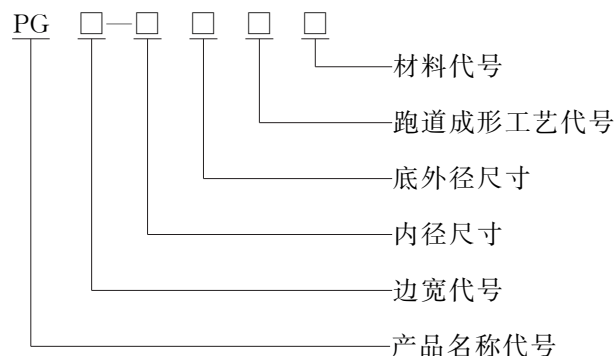 PG □—□ □ □ □
材料代号
跑道成形工艺代号
底外径尺寸
内径尺寸
边宽代号
产品名称代号